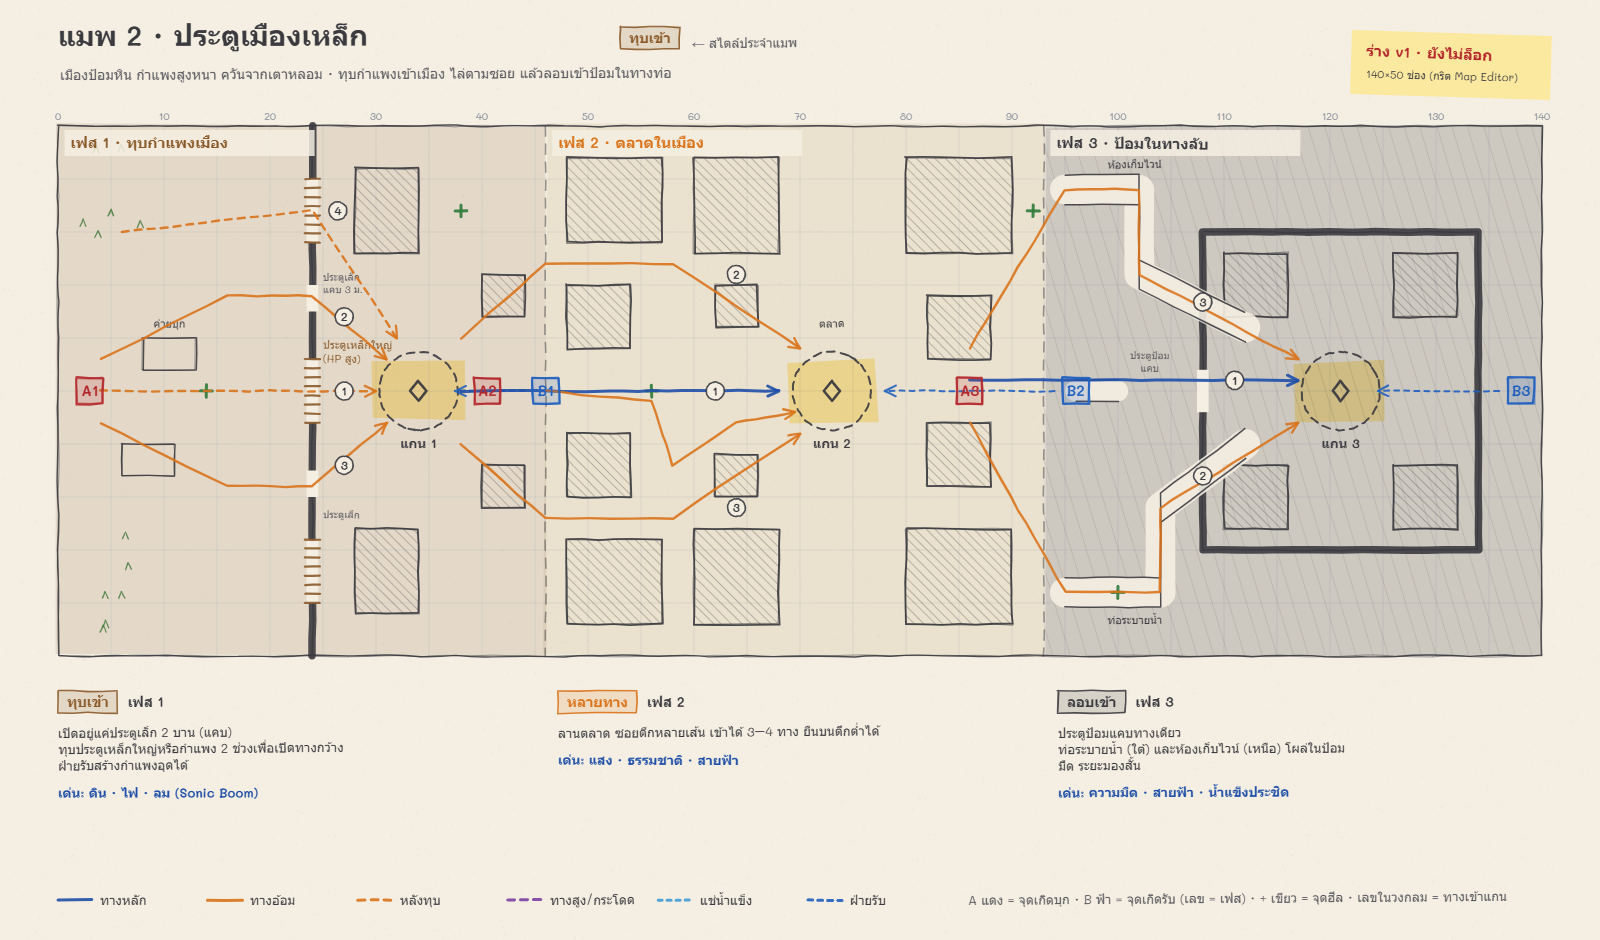 แมพ 2 · ประตูเมืองเหล็ก
ทุบเข้า ← สไตล์ประจำแมพ
เมืองป้อมหิน กำแพงสูงหนา ควันจากเตาหลอม · ทุบกำแพงเข้าเมือง ไล่ตามซอย แล้วลอบเข้าป้อมในทางท่อ
ร่าง v1 · ยังไม่ล็อก
140×50 ช่อง (กริด Map Editor)
0 10 20 30 40 50 60 70 80 90 100 110 120 130 140
เฟส 1 · ทุบกำแพงเมือง
เฟส 2 · ตลาดในเมือง
เฟส 3 · ป้อมในทางลับ
ห้องเก็บไวน์
4
ประตูเล็ก
แคบ 3 ม.
2
3
ค่ายบุก
2
ตลาด
ประตูเหล็กใหญ่
(HP สูง)
ประตูป้อม
แคบ
A1
1
A2
B1
1
A3
B2
1
B3
แกน 1
แกน 2
แกน 3
3
2
3
ประตูเล็ก
ท่อระบายน้ำ
ทุบเข้า เฟส 1
เปิดอยู่แค่ประตูเล็ก 2 บาน (แคบ)
ทุบประตูเหล็กใหญ่หรือกำแพง 2 ช่วงเพื่อเปิดทางกว้าง
ฝ่ายรับสร้างกำแพงอุดได้
เด่น: ดิน · ไฟ · ลม (Sonic Boom)
หลายทาง เฟส 2
ลานตลาด ซอยตึกหลายเส้น เข้าได้ 3–4 ทาง ยืนบนตึกต่ำได้
เด่น: แสง · ธรรมชาติ · สายฟ้า
ลอบเข้า เฟส 3
ประตูป้อมแคบทางเดียว
ท่อระบายน้ำ (ใต้) และห้องเก็บไวน์ (เหนือ) โผล่ในป้อม
มืด ระยะมองสั้น
เด่น: ความมืด · สายฟ้า · น้ำแข็งประชิด
ทางหลัก
ทางอ้อม
หลังทุบ
ทางสูง/กระโดด
แช่น้ำแข็ง
ฝ่ายรับ
A แดง = จุดเกิดบุก · B ฟ้า = จุดเกิดรับ (เลข = เฟส) · + เขียว = จุดฮีล · เลขในวงกลม = ทางเข้าแกน